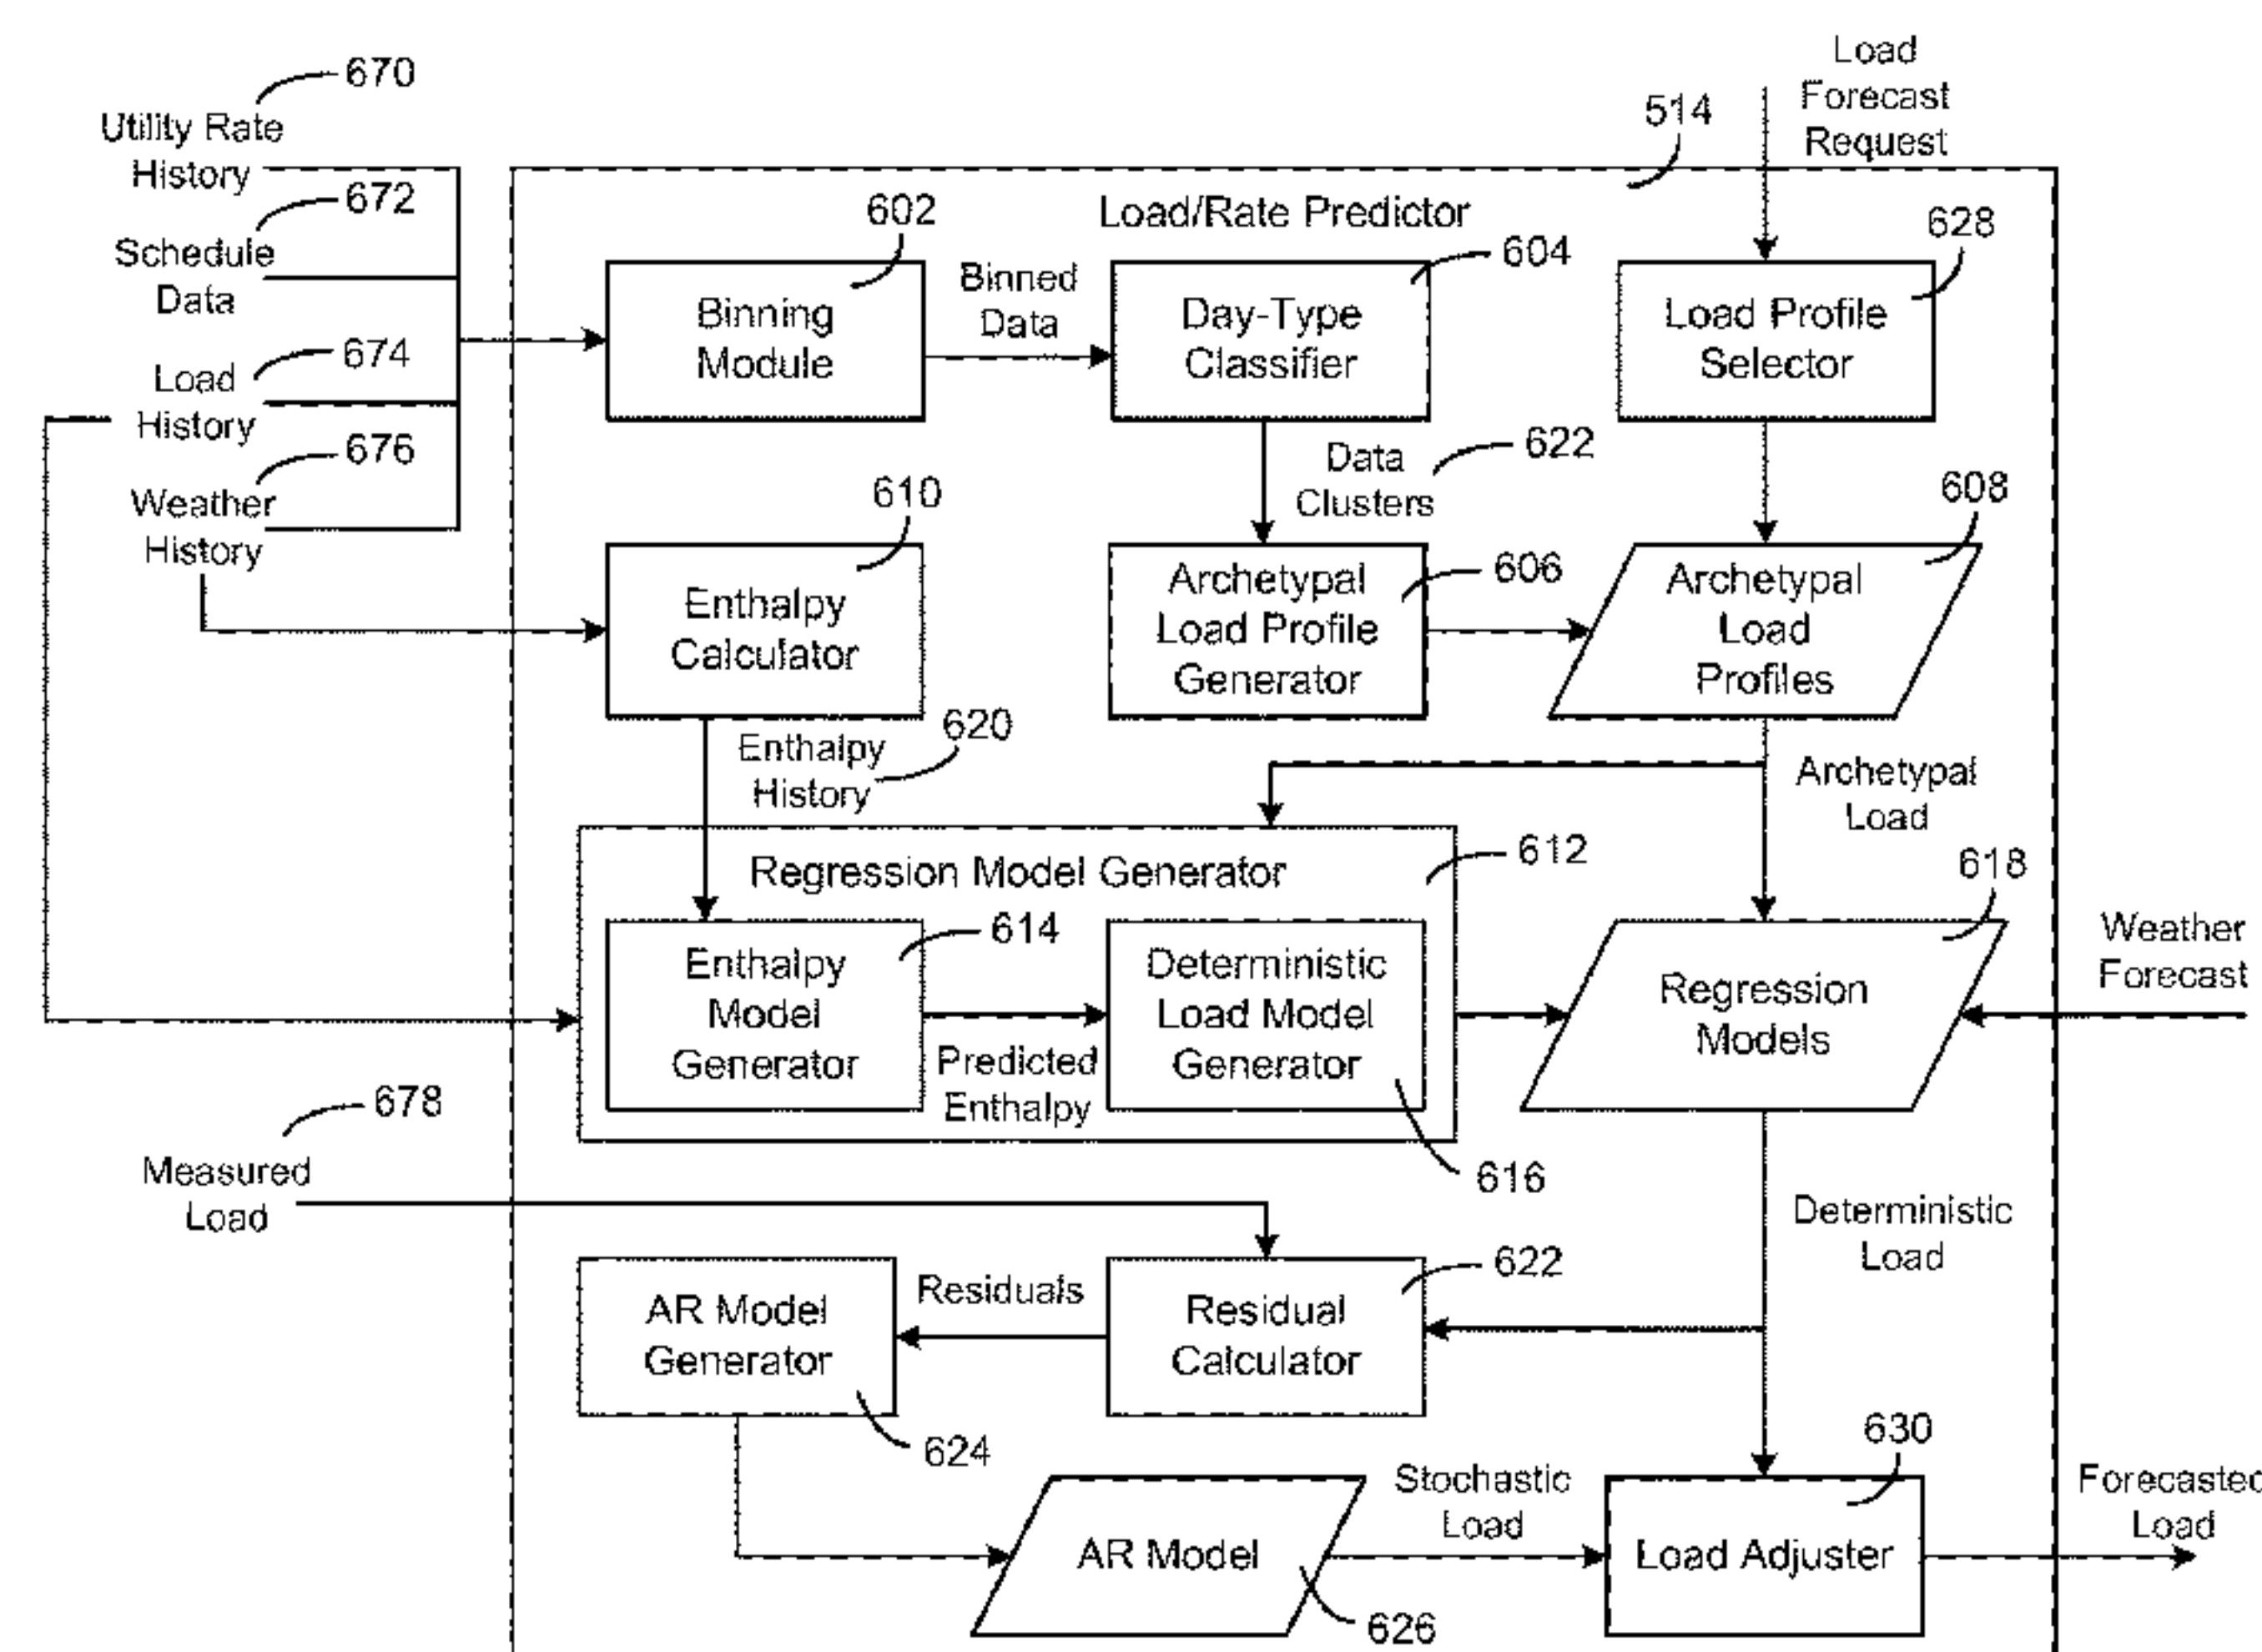 670
Utility Rate
History
672
Schedule
Data
674
Load
History
676
Weather
History
678
Measured
Load
Load
Forecast
Request
514
Load/Rate Predictor
602
Binning
Module
Binned
Data
604
Day-Type
Classifier
628
Load Profile
Selector
Data
Clusters
622
610
Enthalpy
Calculator
606
Archetypal
Load Profile
Generator
608
Archetypal
Load
Profiles
Enthalpy
History
620
Archetypal
Load
Regression Model Generator
612
614
Enthalpy
Model
Generator
Predicted
Enthalpy
Deterministic
Load Model
Generator
616
618
Regression
Models
Weather
Forecast
Deterministic
Load
AR Model
Generator
624
Residuals
622
Residual
Calculator
AR Model
626
Stochastic
Load
630
Load Adjuster
Forecasted
Load